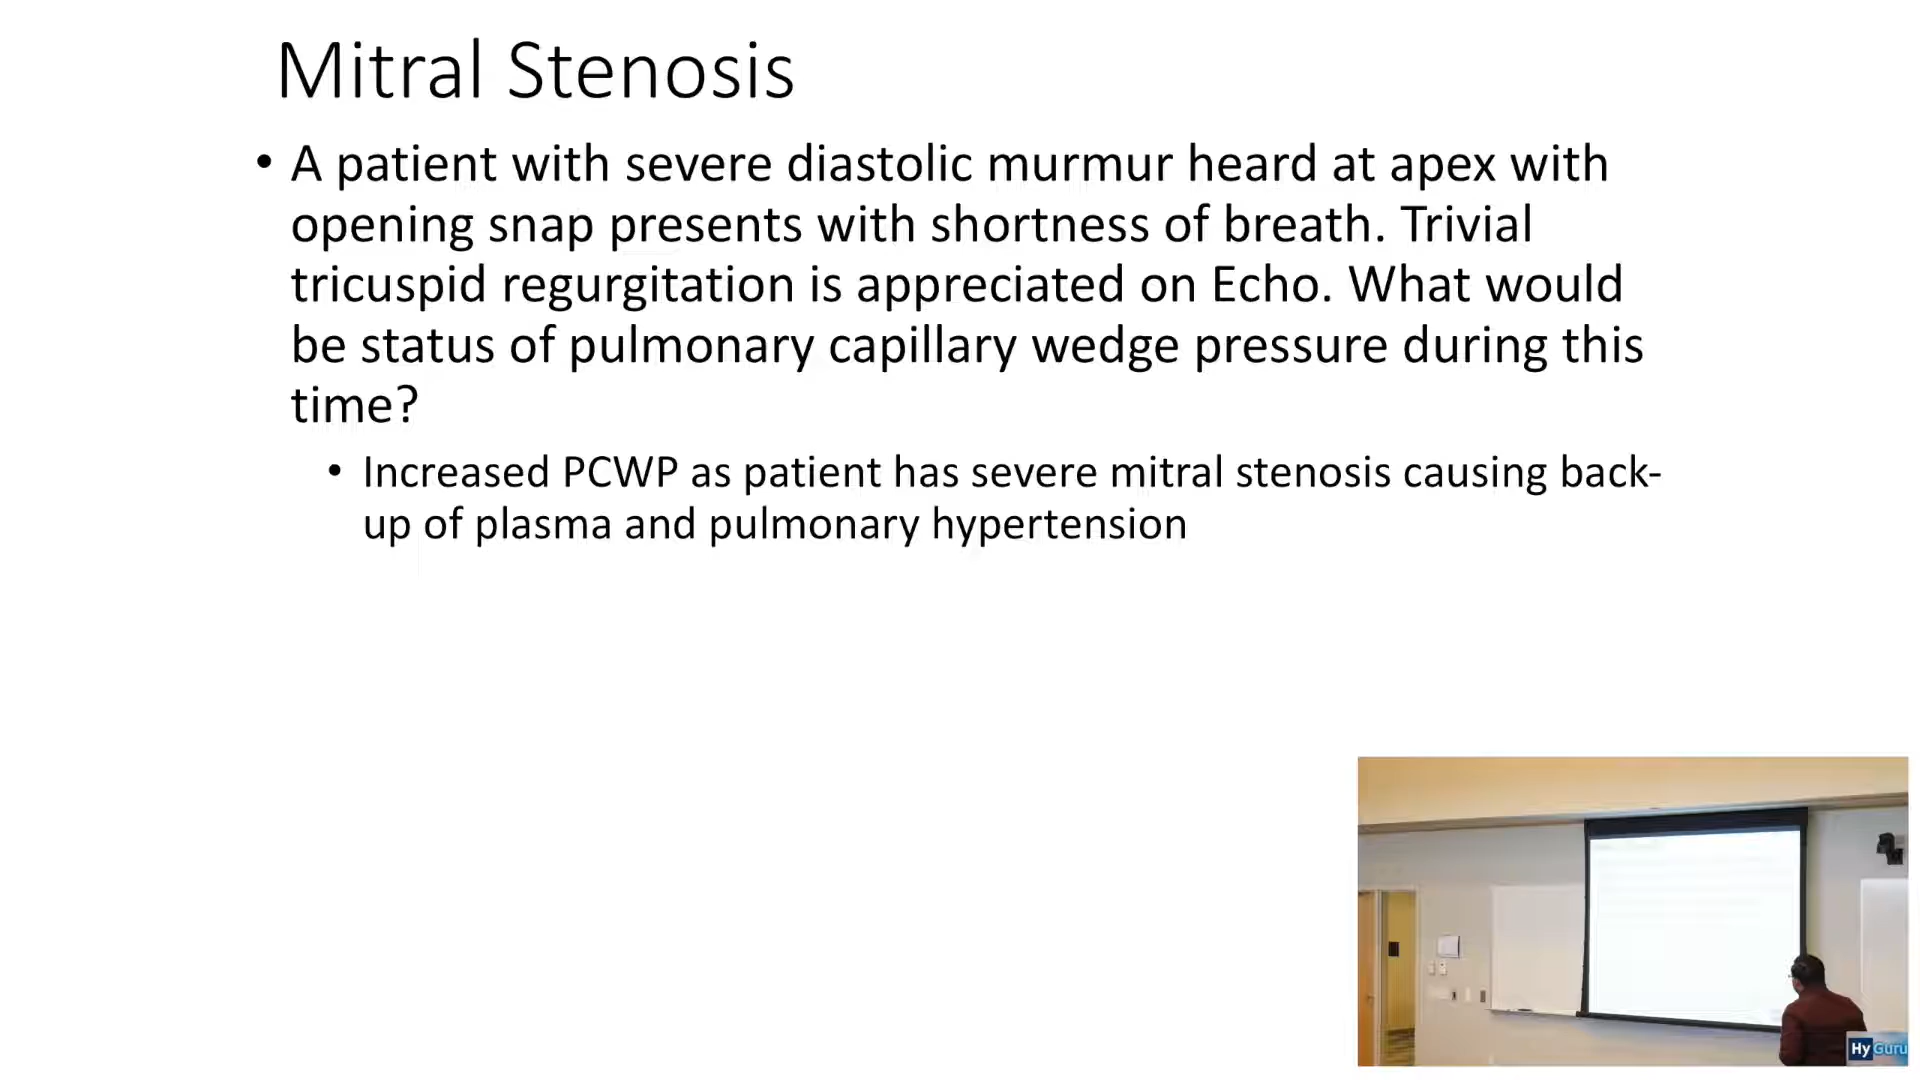 Mitral Stenosis
• A patient with severe diastolic murmur heard at apex with
opening snap presents with shortness of breath. Trivial
tricuspid regurgitation is appreciated on Echo. What would
be status of pulmonary capillary wedge pressure during this
time?
• Increased PCWP as patient has severe mitral stenosis causing back-
up of plasma and pulmonary hypertension
Hy Guru